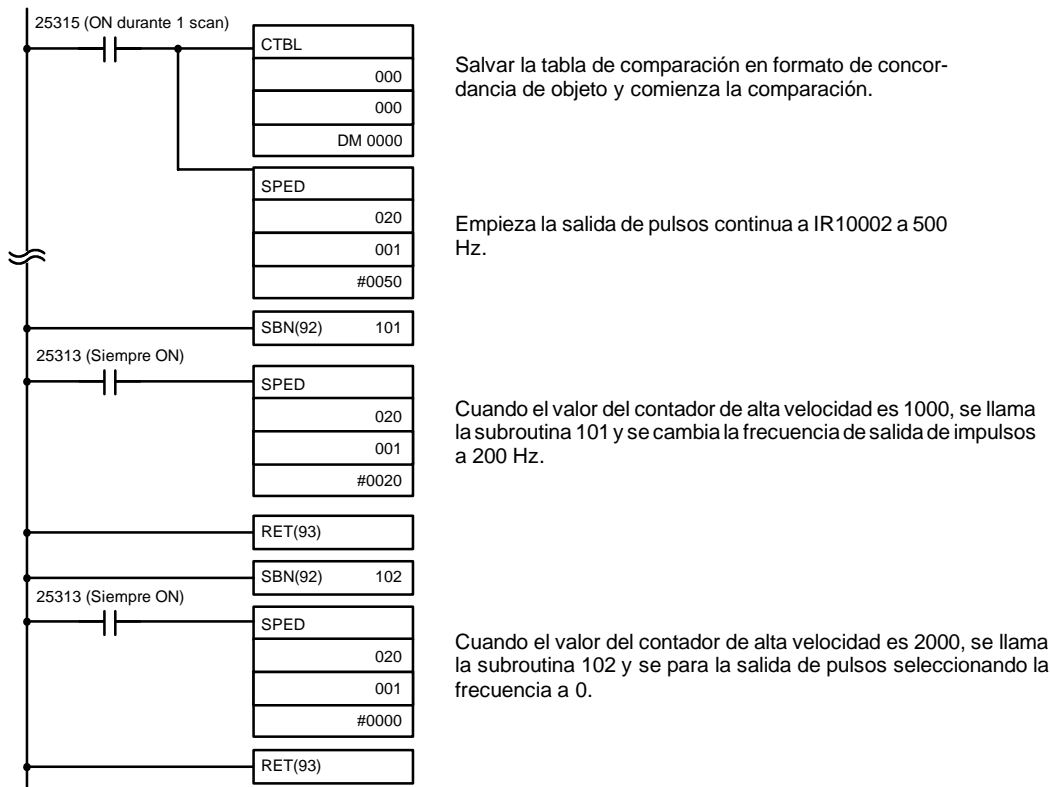 25315 (ON durante 1 scan)
CTBL
000
000
DM 0000
Salvar la tabla de comparación en formato de concor-
dancia de objeto y comienza la comparación.
SPED
020
001
#0050
Empieza la salida de pulsos continua a IR10002 a 500
Hz.
SBN(92) 101
25313 (Siempre ON)
SPED
020
001
#0020
Cuando el valor del contador de alta velocidad es 1000, se llama
la subroutina 101 y se cambia la frecuencia de salida de impulsos
a 200 Hz.
RET(93)
SBN(92) 102
25313 (Siempre ON)
SPED
020
001
#0000
Cuando el valor del contador de alta velocidad es 2000, se llama
la subroutina 102 y se para la salida de pulsos seleccionando la
frecuencia a 0.
RET(93)